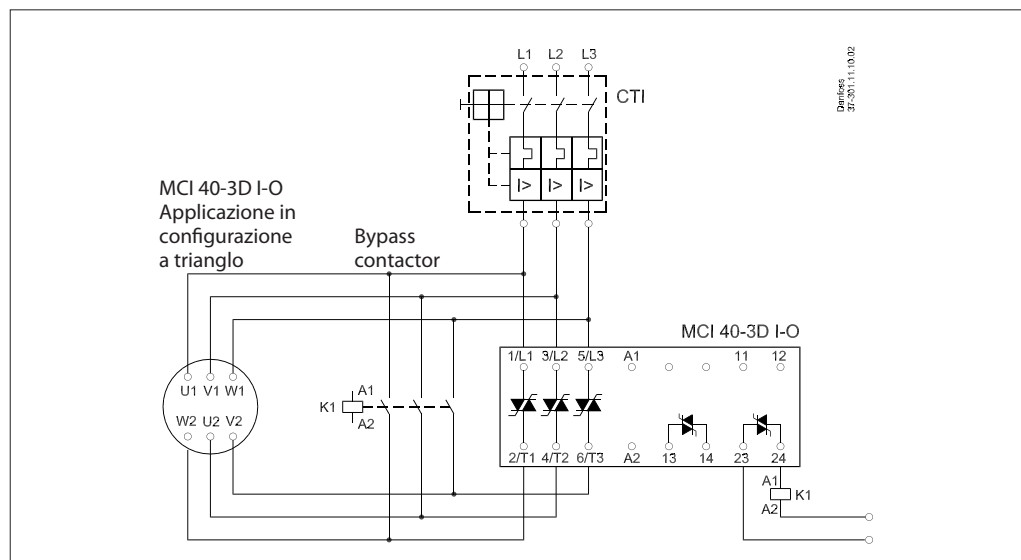 L1 L2 L3
CTI
Danfoss
37-301.11.10.02
I> I> I>
MCI 40-3D I-O
Applicazione in
configurazione
a trianglo
Bypass
contactor
MCI 40-3D I-O
1/L1 3/L2 5/L3 A1 11 12
U1 V1 W1
W2 U2 V2
A1
K1
A2
2/T1 4/T2 6/T3 A2 13 14 23 24
A1
K1
A2